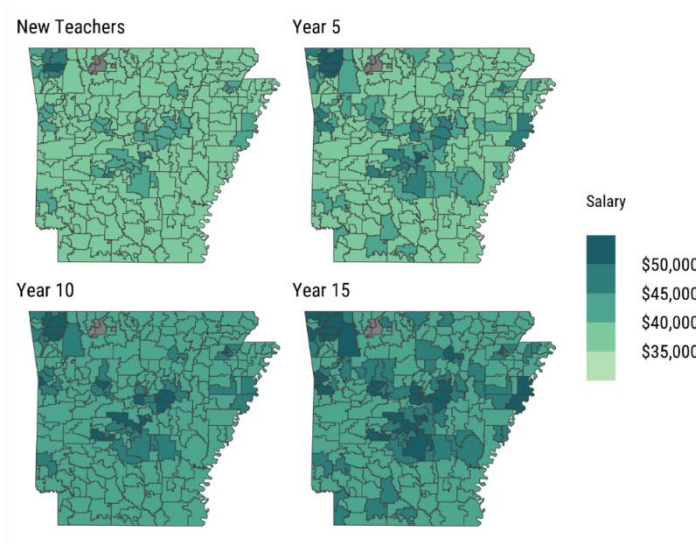 New Teachers
Year 5
Year 10
Year 15
Salary
$50,000
$45,000
$40,000
$35,000